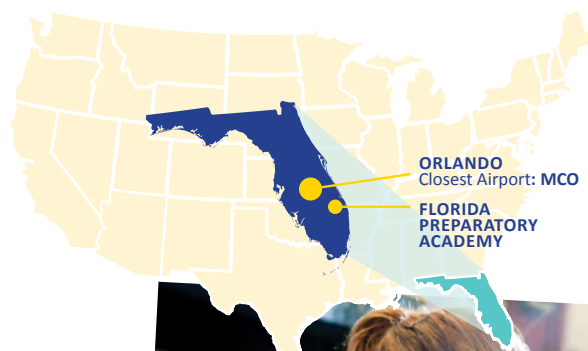 ORLANDO
Closest Airport: MCO
FLORIDA
PREPARATORY
ACADEMY